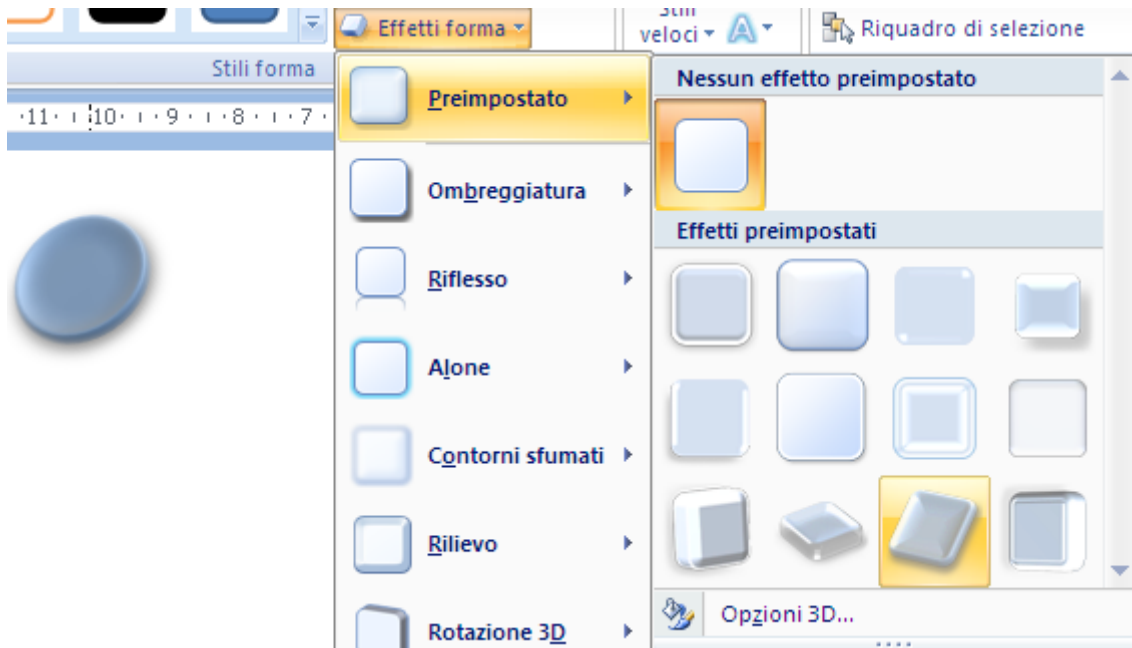 Stili
veloci
A
Effetti forma
Riquadro di selezione
Stili forma
·11· ı ·10· ı · 9 · ı · 8 · ı · 7 ·
Preimpostato
Ombreggiatura
Riflesso
Alone
Contorni sfumati
Rilievo
Rotazione 3D
Nessun effetto preimpostato
Effetti preimpostati
Opzioni 3D...